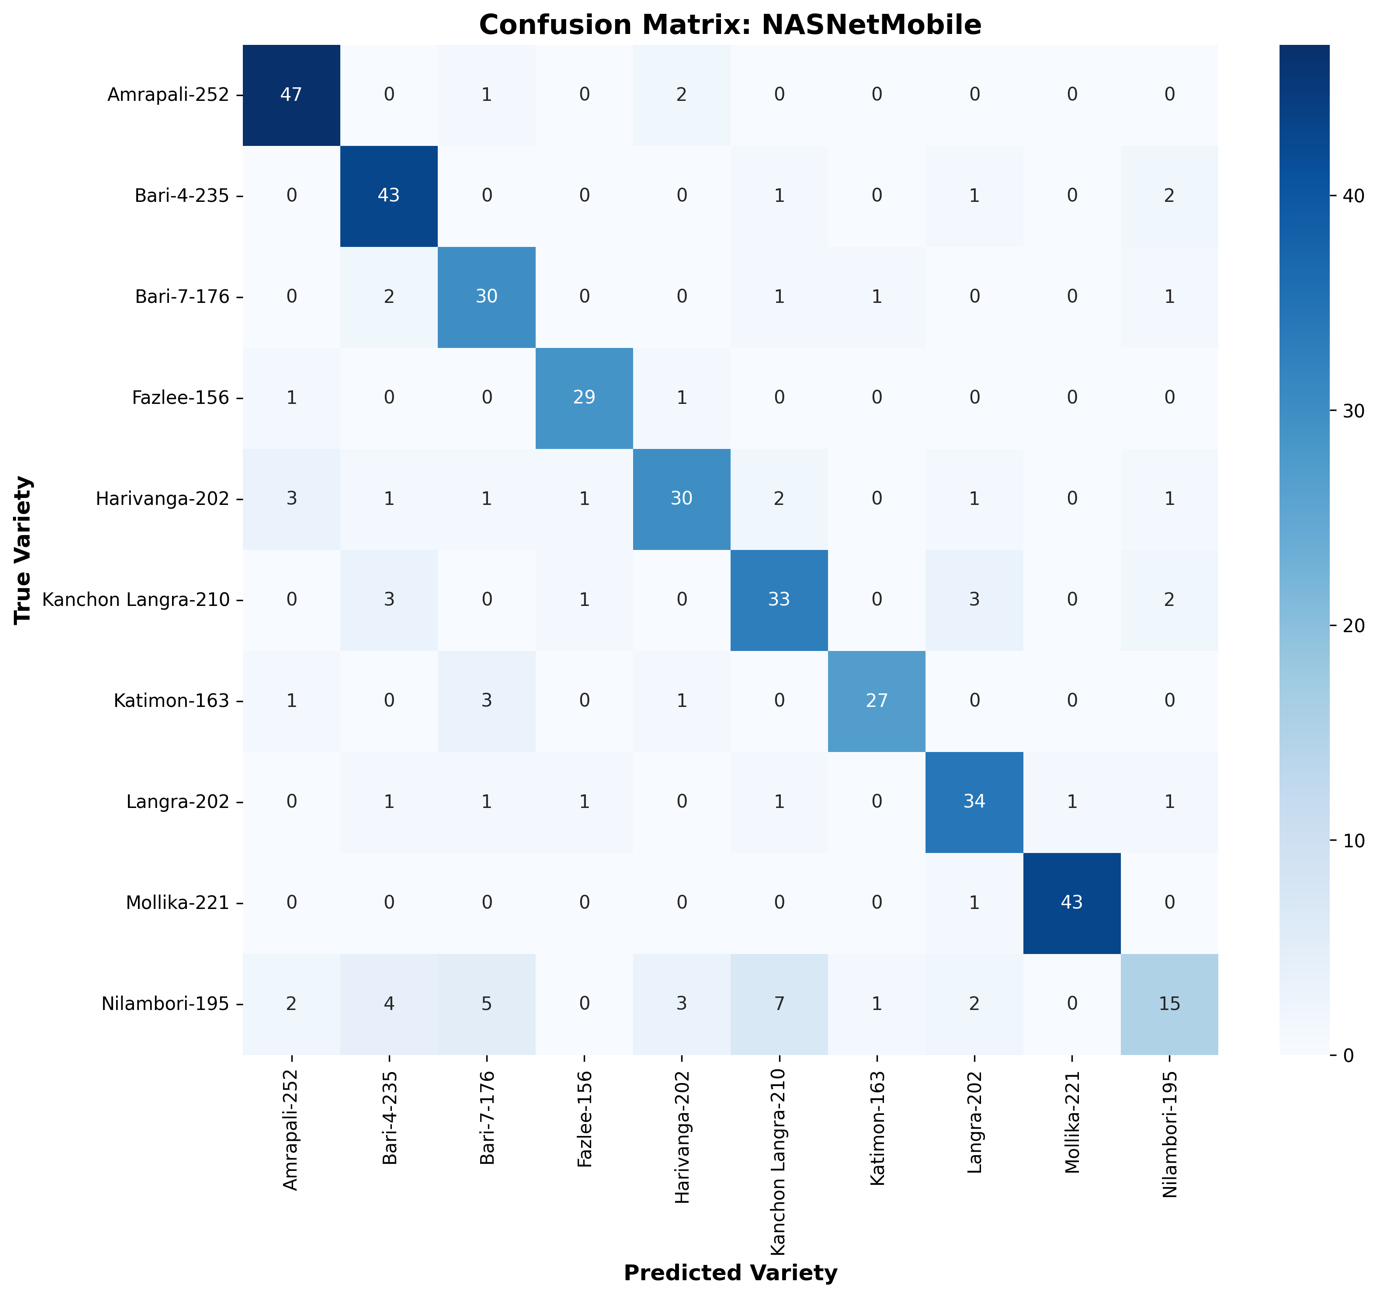 Confusion Matrix: NASNetMobile
True Variety
Amrapali-252 47 0 1 0 2 0 0 0 0 0
Bari-4-235 0 43 0 0 0 1 0 1 0 2
Bari-7-176 0 2 30 0 0 1 1 0 0 1
Fazlee-156 1 0 0 29 1 0 0 0 0 0
Harivanga-202 3 1 1 1 30 2 0 1 0 1
Kanchon Langra-210 0 3 0 1 0 33 0 3 0 2
Katimon-163 1 0 3 0 1 0 27 0 0 0
Langra-202 0 1 1 1 0 1 0 34 1 1
Mollika-221 0 0 0 0 0 0 0 1 43 0
Nilambori-195 2 4 5 0 3 7 1 2 0 15
Amrapali-252
Bari-4-235
Bari-7-176
Fazlee-156
Harivanga-202
Kanchon Langra-210
Katimon-163
Langra-202
Mollika-221
Nilambori-195
Predicted Variety
40
30
20
10
0